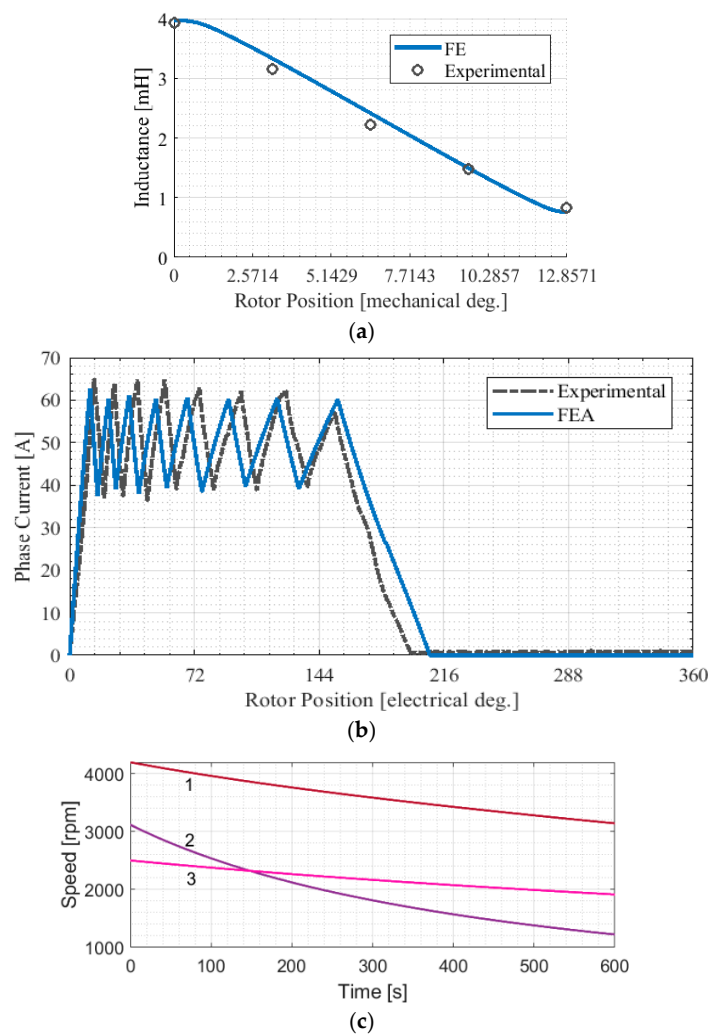 4
3
2
1
0
Inductance [mH]
FE
Experimental
0 2.5714 5.1429 7.7143 10.2857 12.8571
Rotor Position [mechanical deg.]
(a)
70
60
50
40
30
20
10
0
Phase Current [A]
Experimental
FEA
0 72 144 216 288 360
Rotor Position [electrical deg.]
(b)
4000
3000
2000
1000
Speed [rpm]
1
2
3
0 100 200 300 400 500 600
Time [s]
(c)